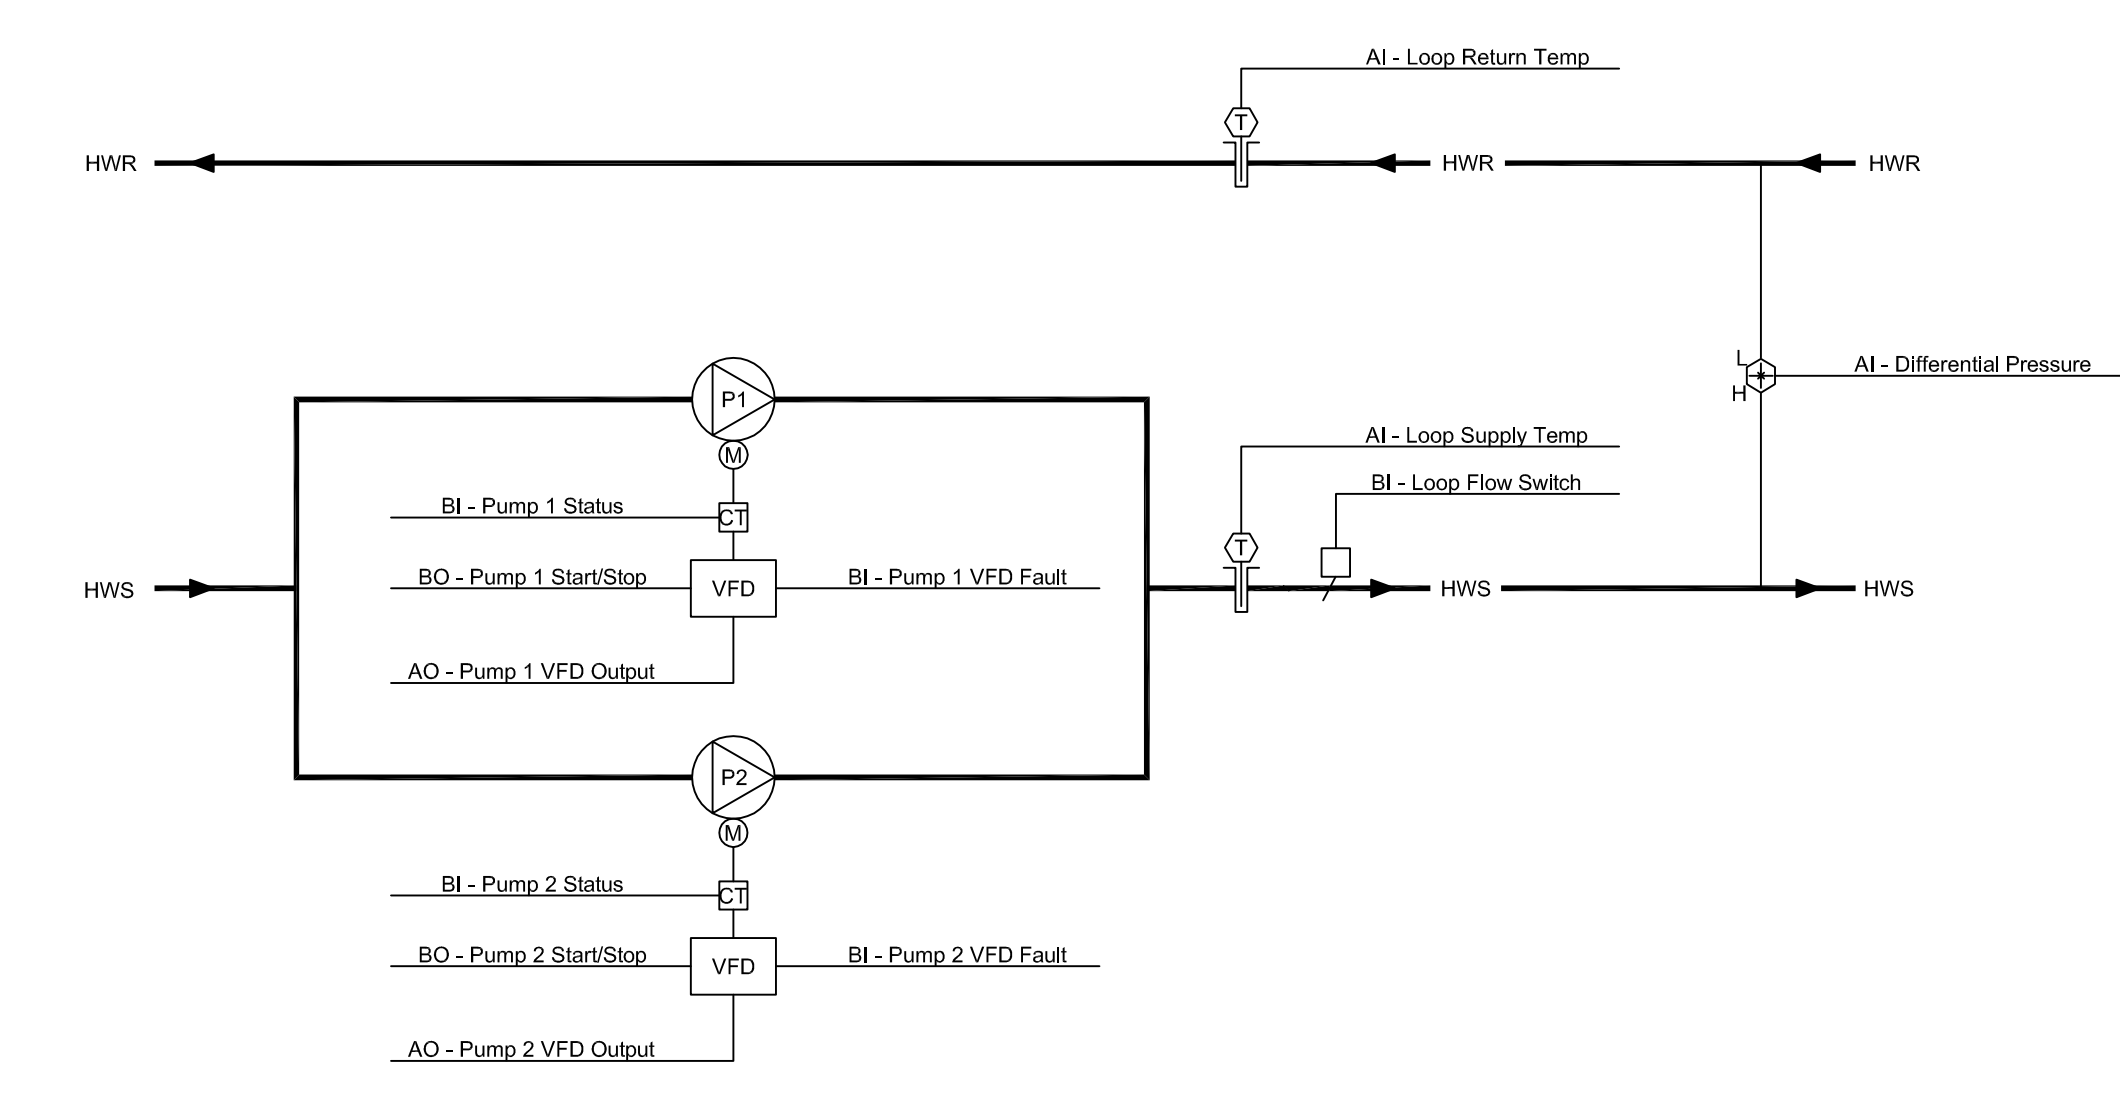 AI - Loop Return Temp
T
HWR
HWR
HWR
L
AI - Differential Pressure
H
P1
AI - Loop Supply Temp
M
BI - Loop Flow Switch
BI - Pump 1 Status
CT
T
BO - Pump 1 Start/Stop
VFD
BI - Pump 1 VFD Fault
HWS
HWS
HWS
AO - Pump 1 VFD Output
P2
M
BI - Pump 2 Status
CT
BO - Pump 2 Start/Stop
VFD
BI - Pump 2 VFD Fault
AO - Pump 2 VFD Output